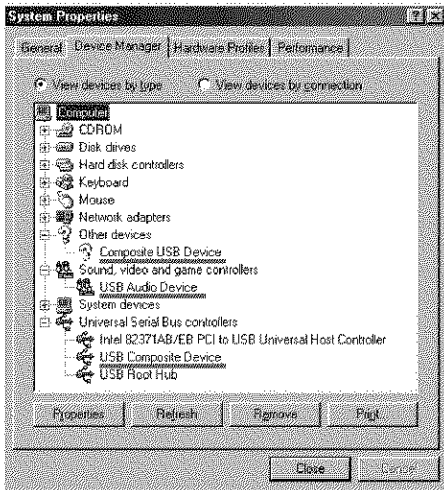 System Properties
General Device Manager Hardware Profiles Performance
View devices by type View devices by connection
Computer
CDROM
Disk drives
Hard disk controllers
Keyboard
Mouse
Network adapters
Other devices
Composite USB Device
Sound, video and game controllers
USB Audio Device
System devices
Universal Serial Bus controllers
Intel 82371AB/EB PCI to USB Universal Host Controller
USB Composite Device
USB Root Hub
Properties Refresh Remove Print...
Close Cancel